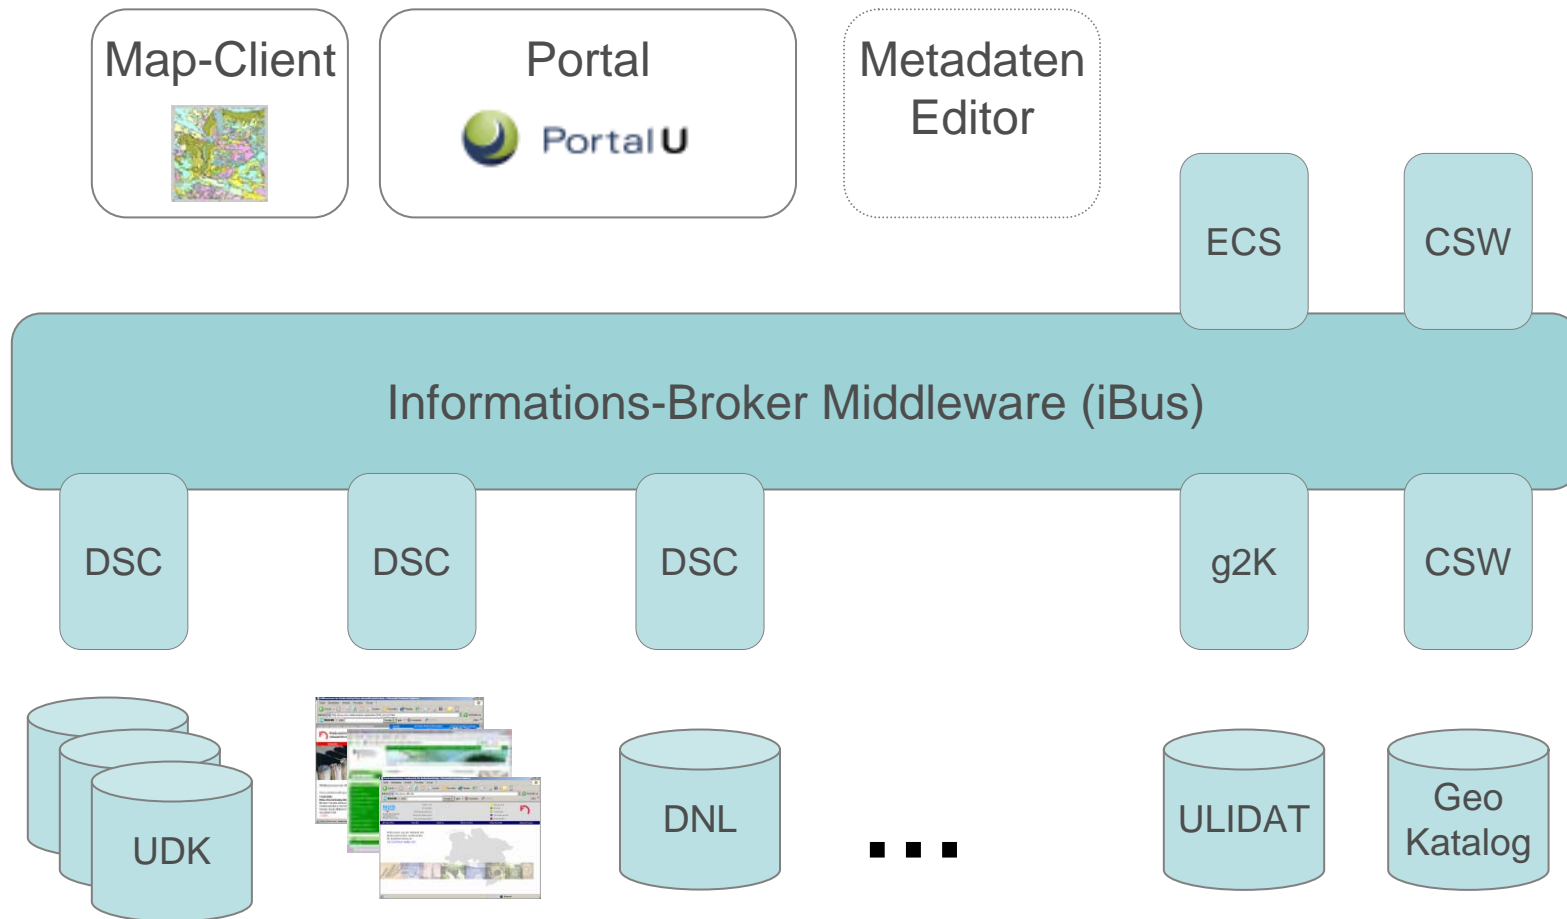 Map-Client
Portal
Portal U
Metadaten
Editor
ECS
CSW
Informations-Broker Middleware (iBus)
DSC
DSC
DSC
g2K
CSW
UDK
DNL
...
ULIDAT
Geo
Katalog